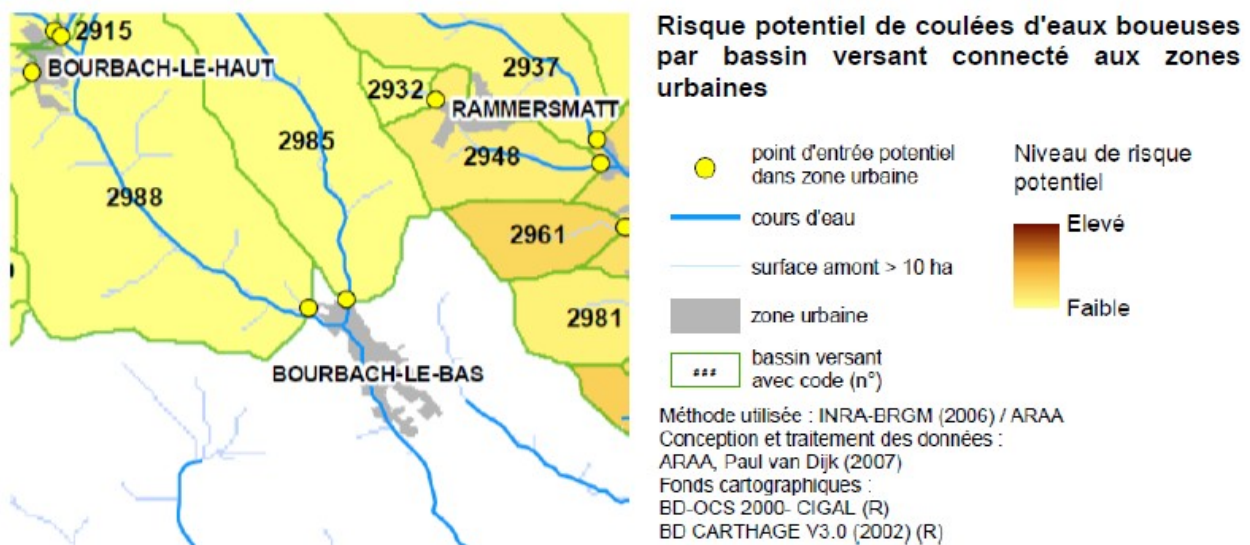 2915
BOURBACH-LE-HAUT
2937
2932
RAMMERSMATT
2985
2948
2988
2961
2981
BOURBACH-LE-BAS
Risque potentiel de coulées d'eaux boueuses
par bassin versant connecté aux zones
urbaines
point d'entrée potentiel
dans zone urbaine
cours d'eau
surface amont > 10 ha
zone urbaine
###
bassin versant
avec code (n°)
Niveau de risque
potentiel
Elevé
Faible
Méthode utilisée : INRA-BRGM (2006) / ARAA
Conception et traitement des données :
ARAA, Paul van Dijk (2007)
Fonds cartographiques :
BD-OCS 2000- CIGAL (R)
BD CARTHAGE V3.0 (2002) (R)